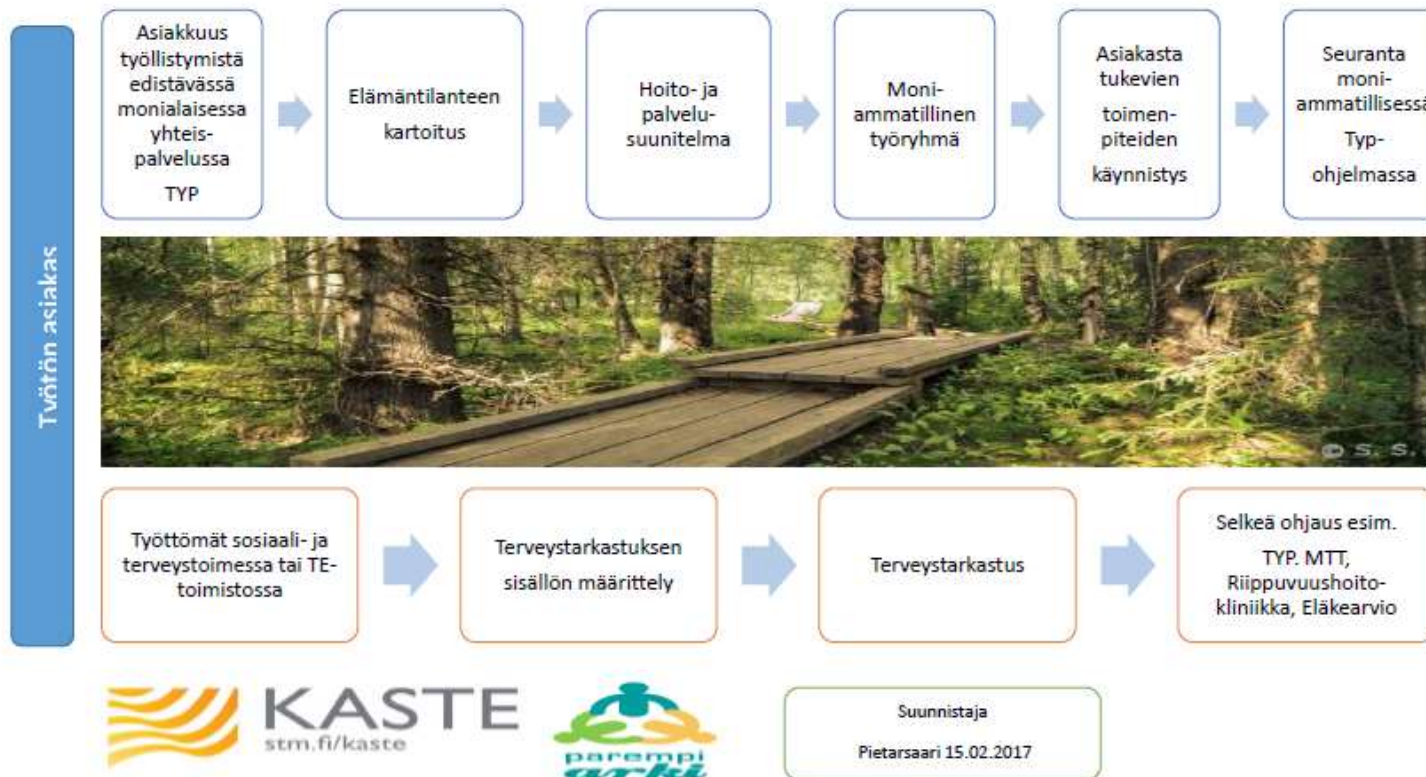 Työtön asiakas
Asiakkuus
työllistymistä
edistävässä
monialaisessa
yhteis-
palvelussa
TYP
Elämäntilanteen
kartoitus
Hoito- ja
palvelu-
suunitelma
Moni-
ammatillinen
työryhmä
Asiakasta
tukevien
toimen-
piteiden
käynnistys
Seuranta
moni-
ammatillisessä
Typ-
ohjelmassa
© S. S.
Työttömät sosiaali- ja
terveystoimessa tai TE-
toimistossa
Terveystarkastuksen
sisällön määrittely
Terveystarkastus
Selkeä ohjaus esim.
TYP. MTT,
Riippuvuushoito-
kliniikka, Eläkearvio
KASTE
stm.fi/kaste
parempi
arki
Suunnistaja
Pietarsaari 15.02.2017